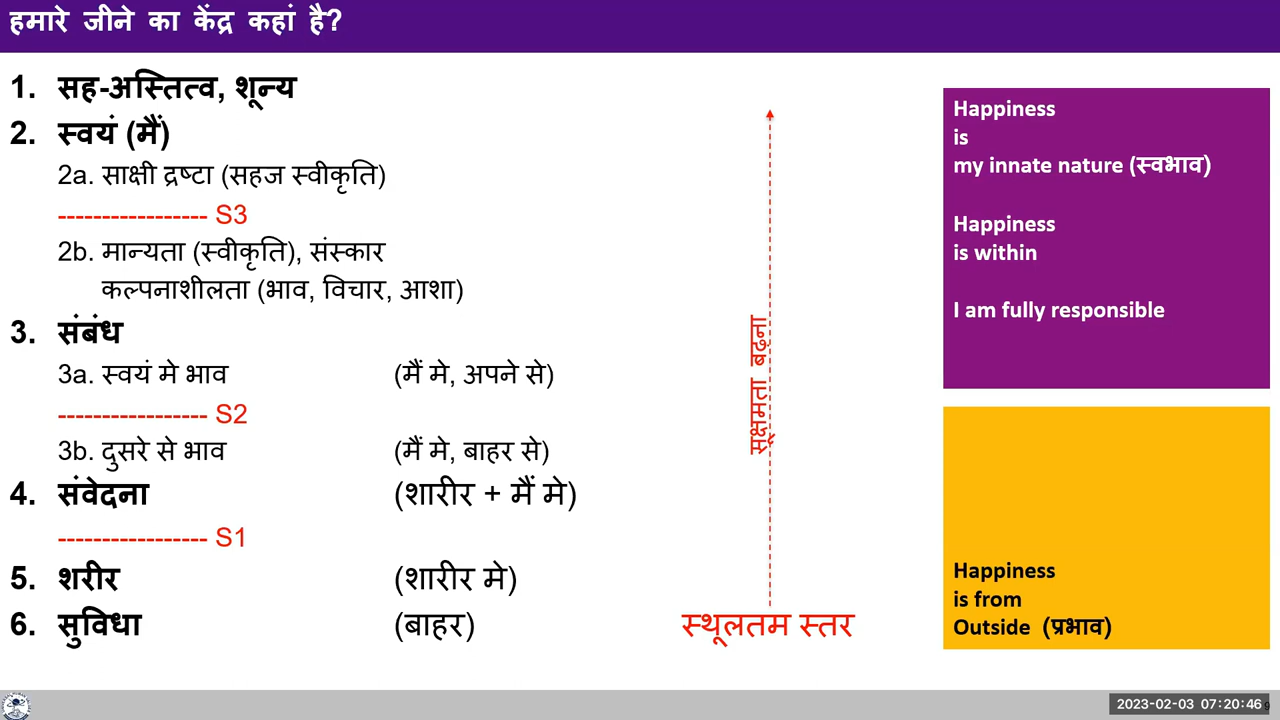 हमारे जीने का केंद्र कहां है?
1. सह-अस्तित्व, शून्य
2. स्वयं (मैं)
2a. साक्षी द्रष्टा (सहज स्वीकृति)
----------------- S3
2b. मान्यता (स्वीकृति), संस्कार
कल्पनाशीलता (भाव, विचार, आशा)
3. संबंध
3a. स्वयं मे भाव (मैं मे, अपने से)
----------------- S2
3b. दुसरे से भाव (मैं मे, बाहर से)
4. संवेदना (शारीर + मैं मे)
----------------- S1
5. शरीर (शारीर मे)
6. सुविधा (बाहर)
सूक्षमता बढ़ना
स्थूलतम स्तर
Happiness
is
my innate nature (स्वभाव)
Happiness
is within
I am fully responsible
Happiness
is from
Outside (प्रभाव)
2023-02-03 07:20:46
9